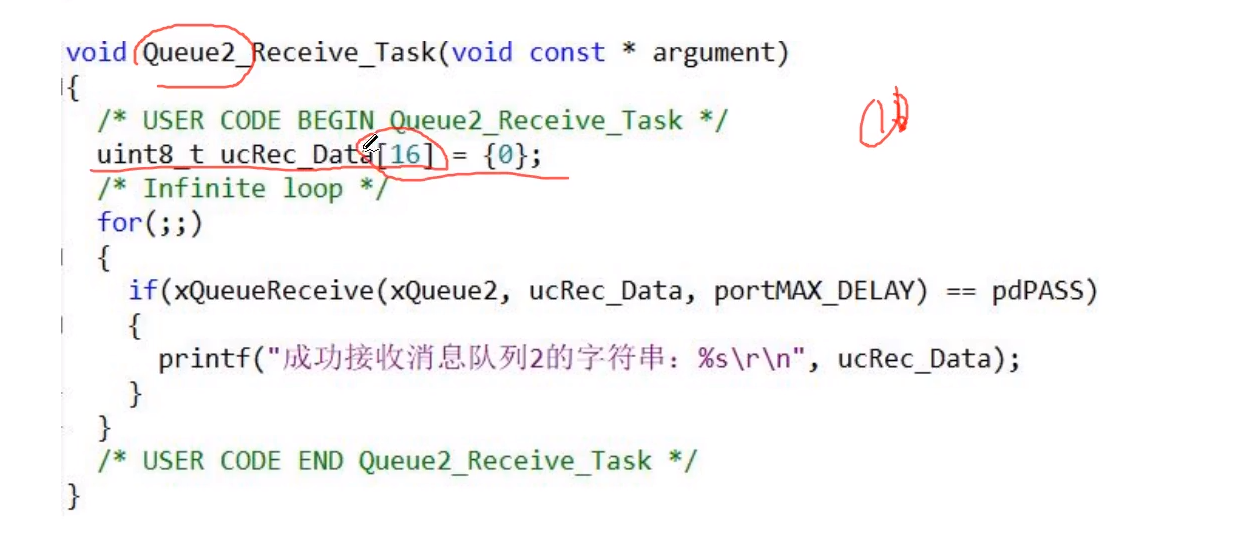 void Queue2_Receive_Task(void const * argument)
{
/* USER CODE BEGIN Queue2_Receive_Task */
uint8_t ucRec_Data[16] = {0};
/* Infinite loop */
for(;;)
{
if(xQueueReceive(xQueue2, ucRec_Data, portMAX_DELAY) == pdPASS)
{
printf("成功接收消息队列2的字符串：%s\r\n", ucRec_Data);
}
}
/* USER CODE END Queue2_Receive_Task */
}